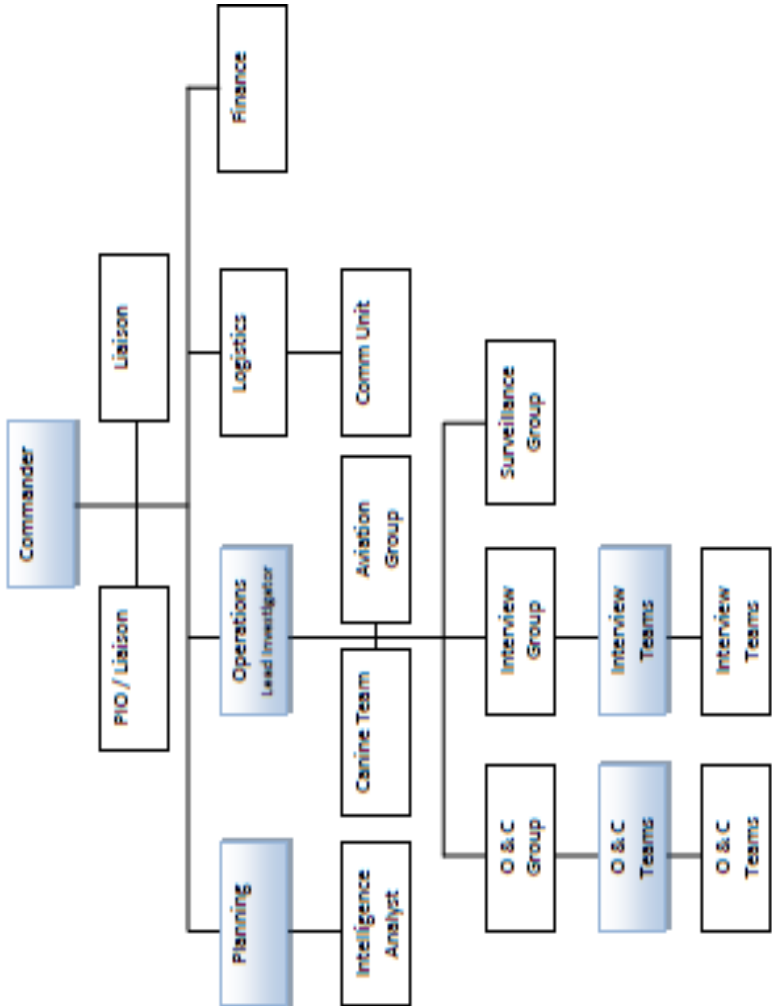 Commander
PIO / Liaison
Liaison
Planning
Operations
Lead Investigator
Logistics
Finance
Intelligence
Analyst
Canine Team
Aviation
Group
Comm Unit
O & C
Group
Interview
Group
Surveillance
Group
O & C
Teams
Interview
Teams
O & C
Teams
Interview
Teams